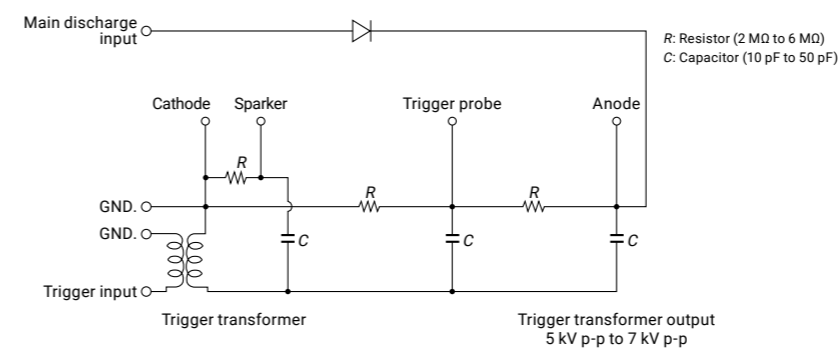 Main discharge
input
R: Resistor (2 MΩ to 6 MΩ)
C: Capacitor (10 pF to 50 pF)
Cathode
Sparker
Trigger probe
Anode
R
R
R
GND.
GND.
C
C
C
Trigger input
Trigger transformer
Trigger transformer output
5 kV p-p to 7 kV p-p